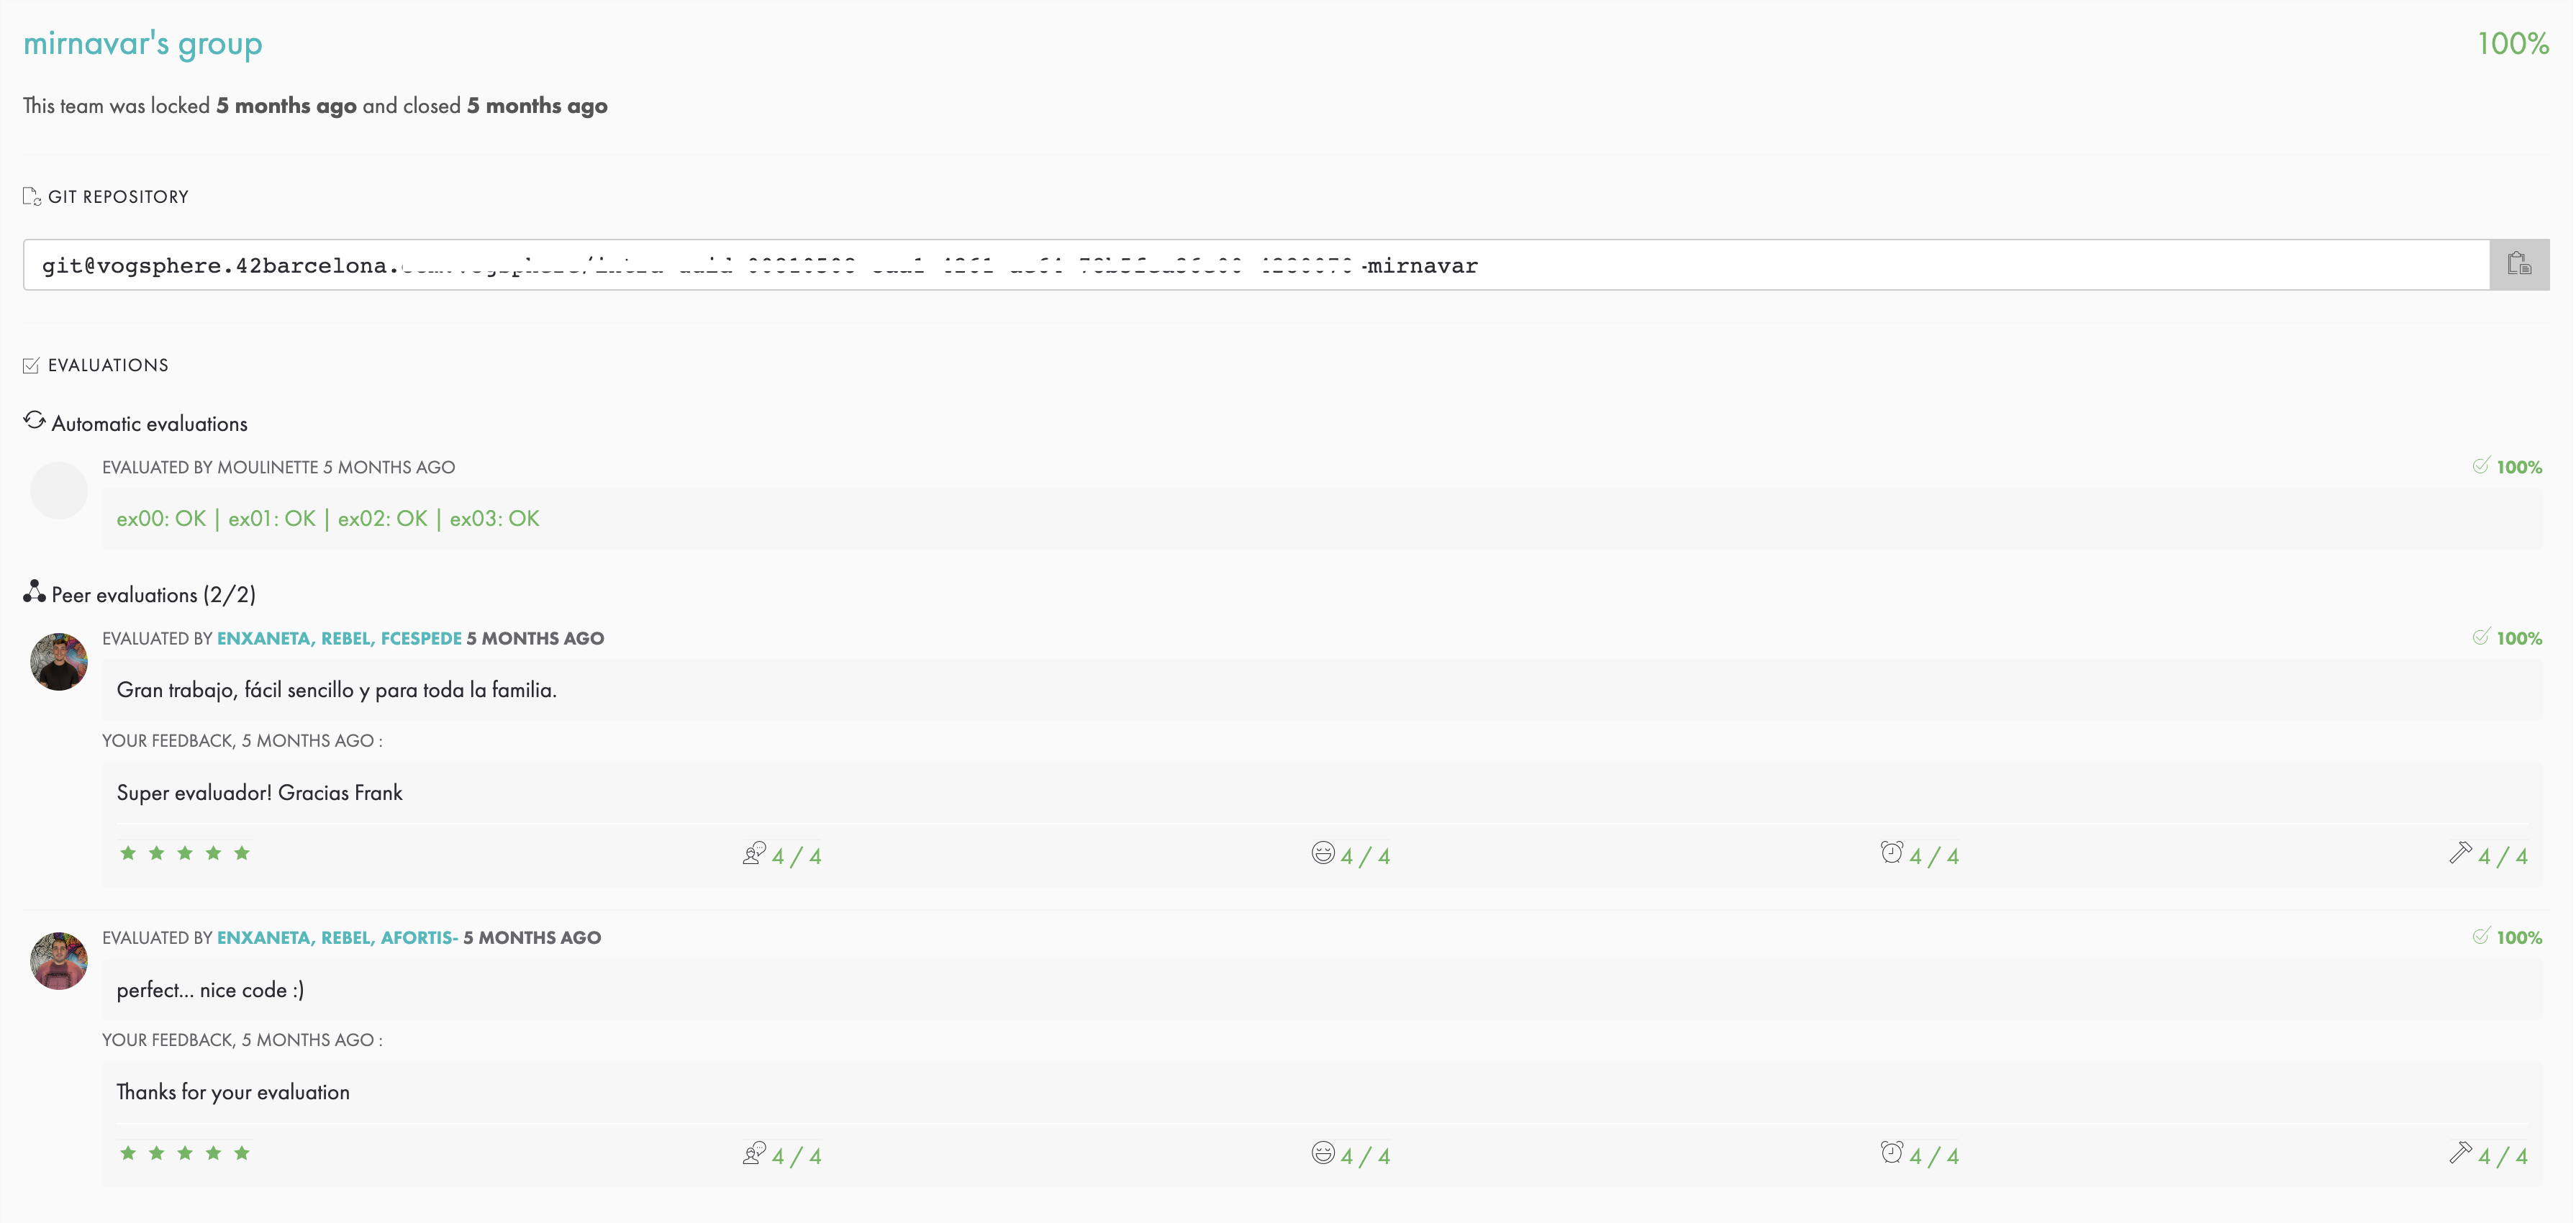 mirnavar's group
100%
This team was locked 5 months ago and closed 5 months ago
GIT REPOSITORY
git@vogsphere.42barcelona. -mirnavar
EVALUATIONS
Automatic evaluations
EVALUATED BY MOULINETTE 5 MONTHS AGO
100%
ex00: OK | ex01: OK | ex02: OK | ex03: OK
Peer evaluations (2/2)
EVALUATED BY ENXANETA, REBEL, FCESPEDE 5 MONTHS AGO
100%
Gran trabajo, fácil sencillo y para toda la familia.
YOUR FEEDBACK, 5 MONTHS AGO :
Super evaluador! Gracias Frank
4 / 4 4 / 4 4 / 4 4 / 4
EVALUATED BY ENXANETA, REBEL, AFORTIS- 5 MONTHS AGO
100%
perfect... nice code :)
YOUR FEEDBACK, 5 MONTHS AGO :
Thanks for your evaluation
4 / 4 4 / 4 4 / 4 4 / 4